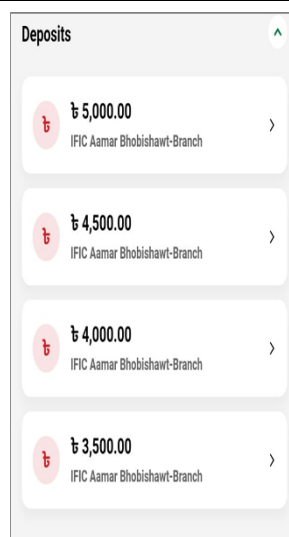 Deposits
৳ 5,000.00
IFIC Aamar Bhobishawt-Branch
৳ 4,500.00
IFIC Aamar Bhobishawt-Branch
৳ 4,000.00
IFIC Aamar Bhobishawt-Branch
৳ 3,500.00
IFIC Aamar Bhobishawt-Branch